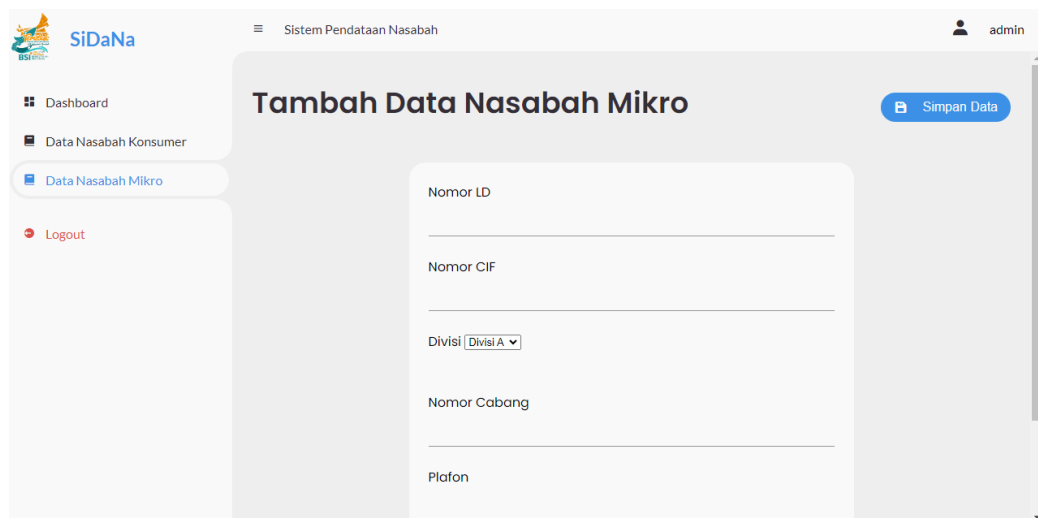 SiDaNa
Sistem Pendataan Nasabah
admin
Dashboard
Data Nasabah Konsumer
Data Nasabah Mikro
Logout
Tambah Data Nasabah Mikro
Simpan Data
Nomor LD
Nomor CIF
Divisi Divisi A
Nomor Cabang
Plafon
BSI